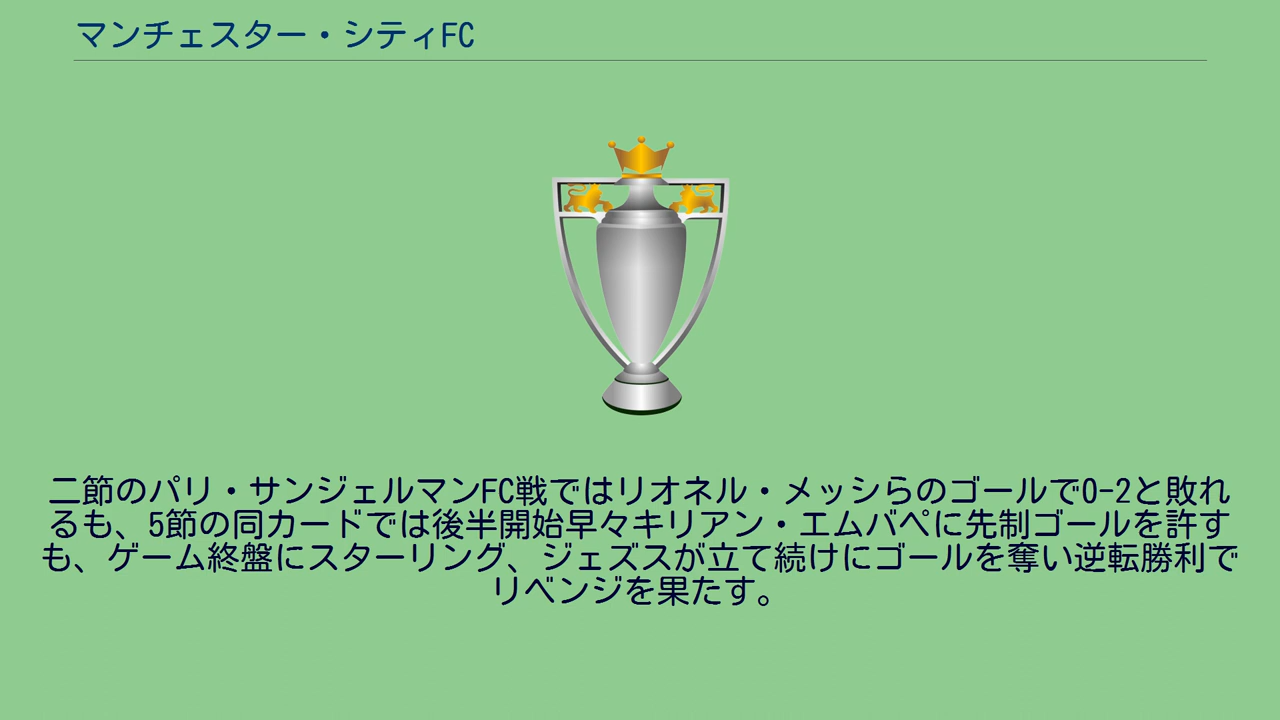 マンチェスター・シティFC
二節のパリ・サンジェルマンFC戦ではリオネル・メッシらのゴールで0-2と敗れ
るも、5節の同カードでは後半開始早々キリアン・エムバペに先制ゴールを許す
も、ゲーム終盤にスターリング、ジェズスが立て続けにゴールを奪い逆転勝利で
リベンジを果たす。